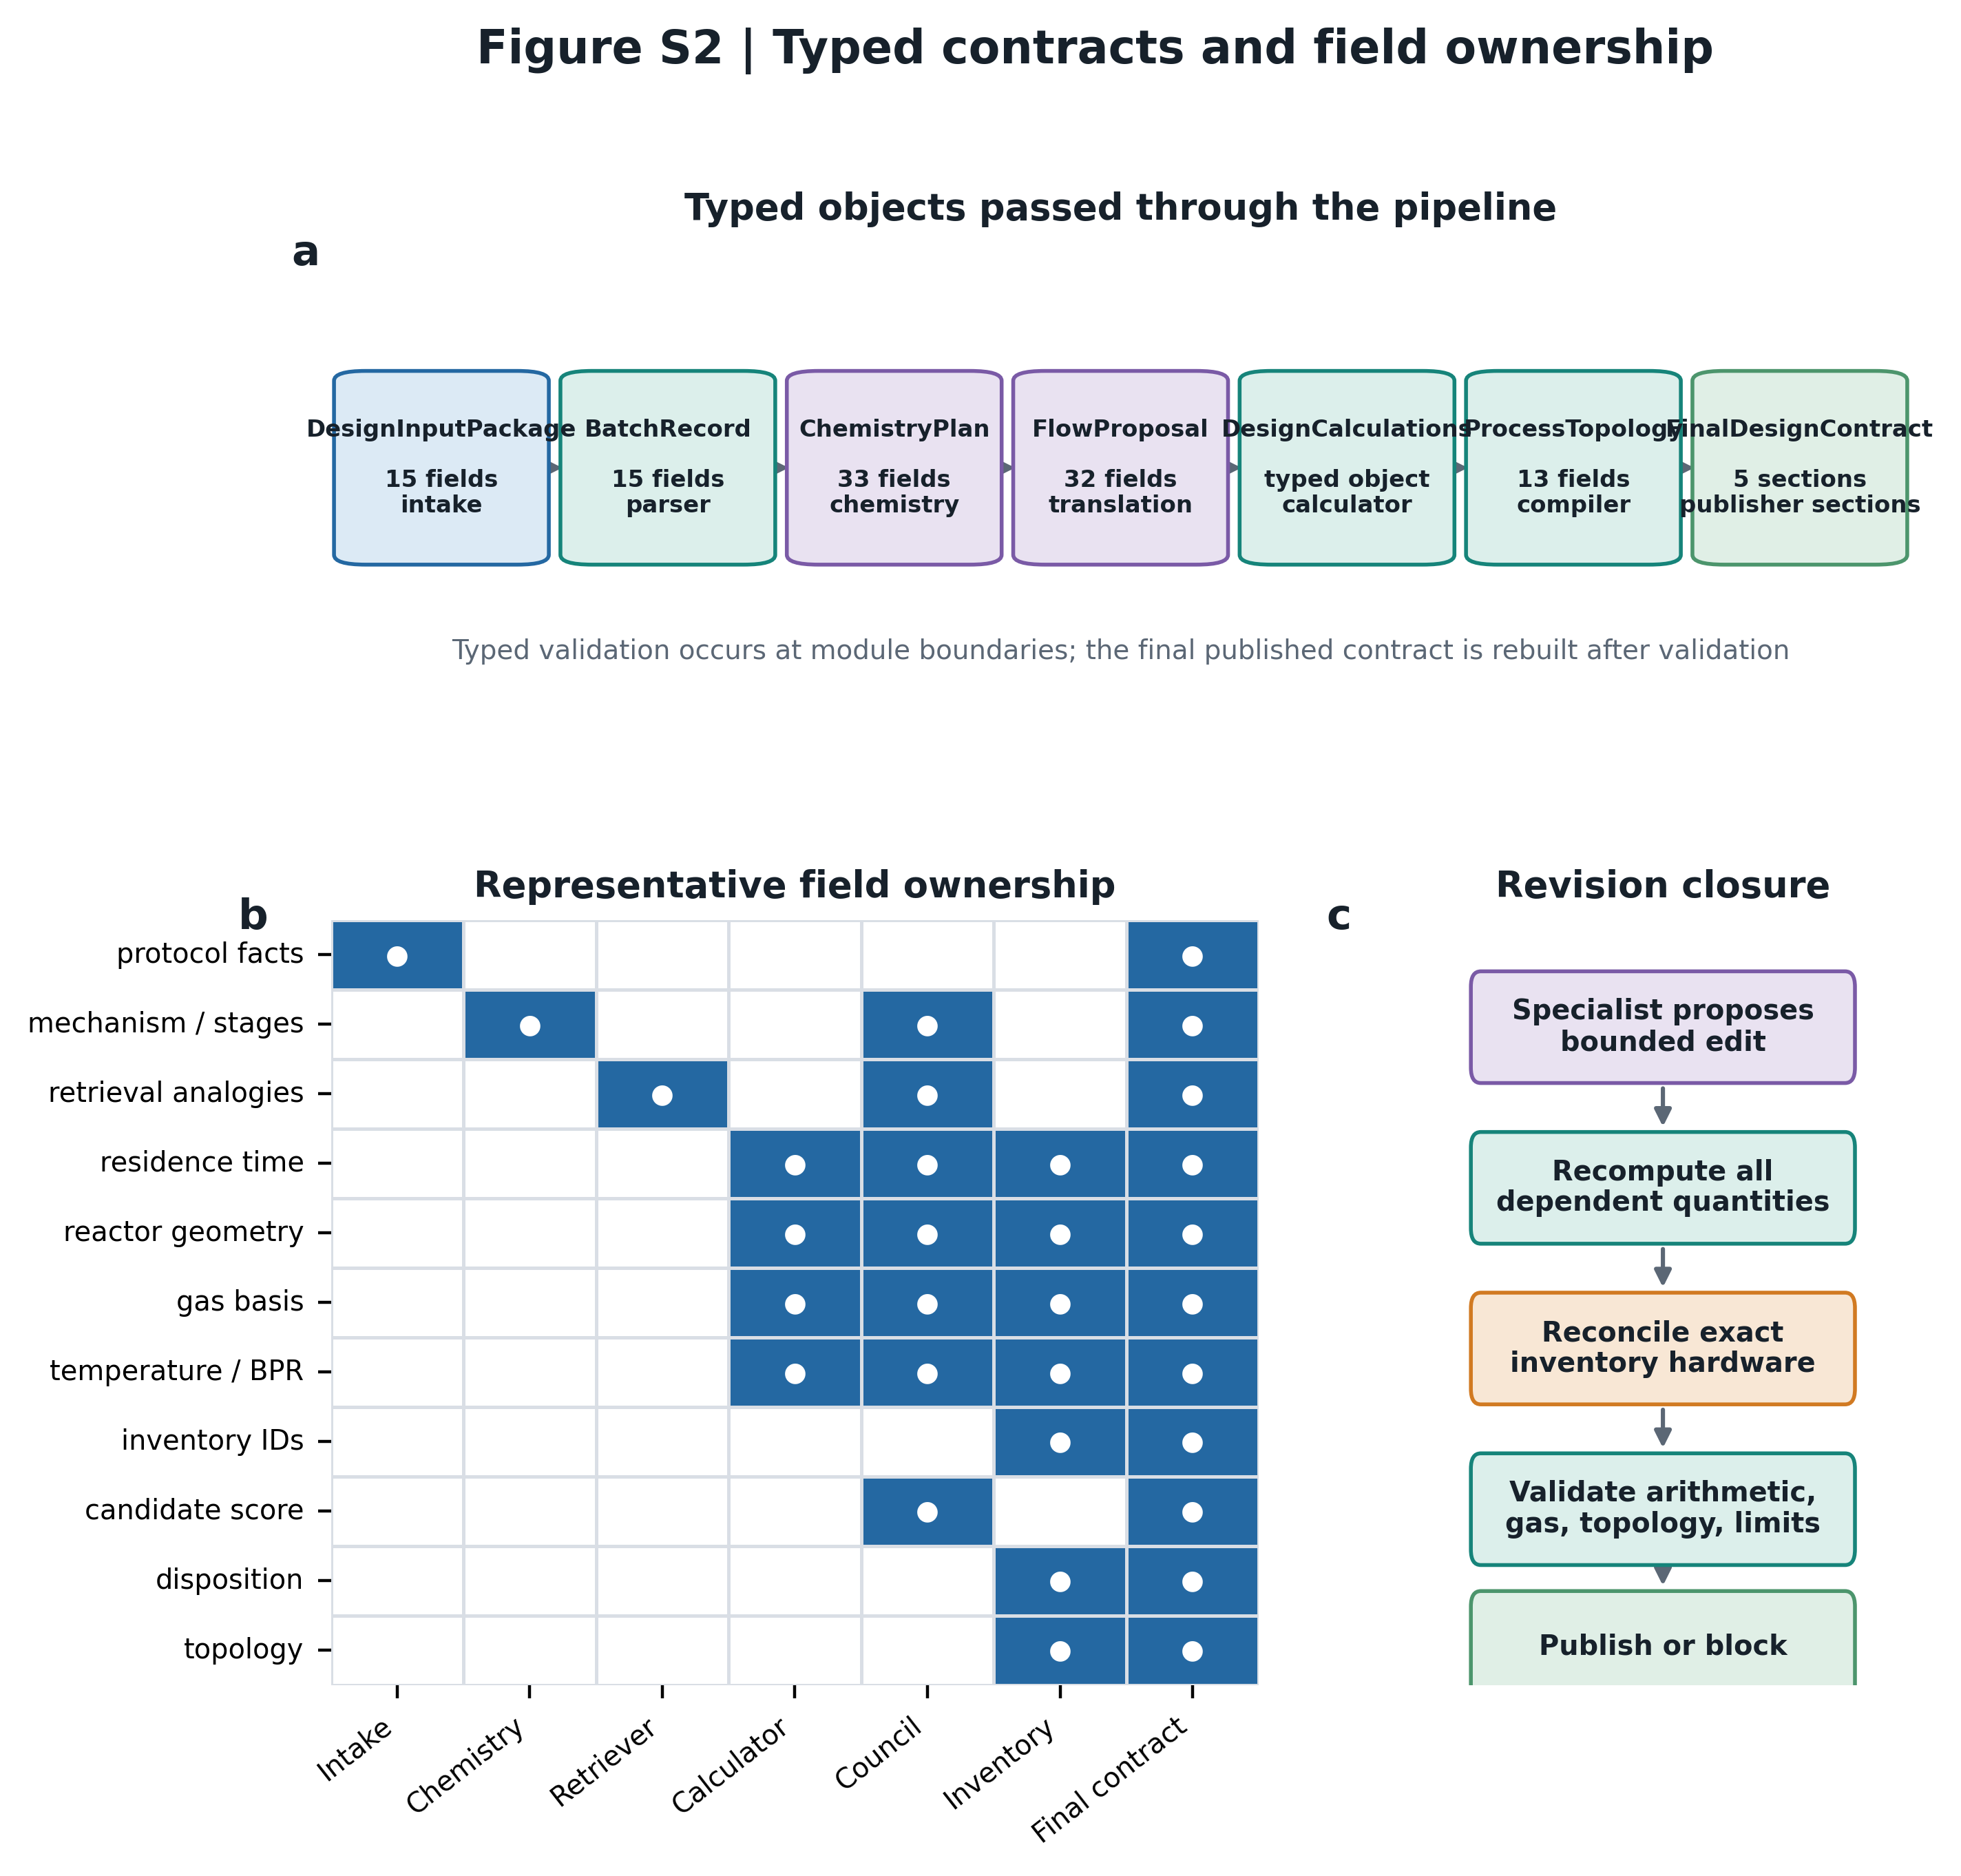 Figure S2 | Typed contracts and field ownership
Typed objects passed through the pipeline
a
DesignInputPackage
15 fields
intake
BatchRecord
15 fields
parser
ChemistryPlan
33 fields
chemistry
FlowProposal
32 fields
translation
DesignCalculations
typed object
calculator
ProcessTopology
13 fields
compiler
FinalDesignContract
5 sections
publisher sections
Typed validation occurs at module boundaries; the final published contract is rebuilt after validation
b
Representative field ownership
protocol facts
mechanism / stages
retrieval analogies
residence time
reactor geometry
gas basis
temperature / BPR
inventory IDs
candidate score
disposition
topology
Intake
Chemistry
Retriever
Calculator
Council
Inventory
Final contract
c
Revision closure
Specialist proposes
bounded edit
Recompute all
dependent quantities
Reconcile exact
inventory hardware
Validate arithmetic,
gas, topology, limits
Publish or block